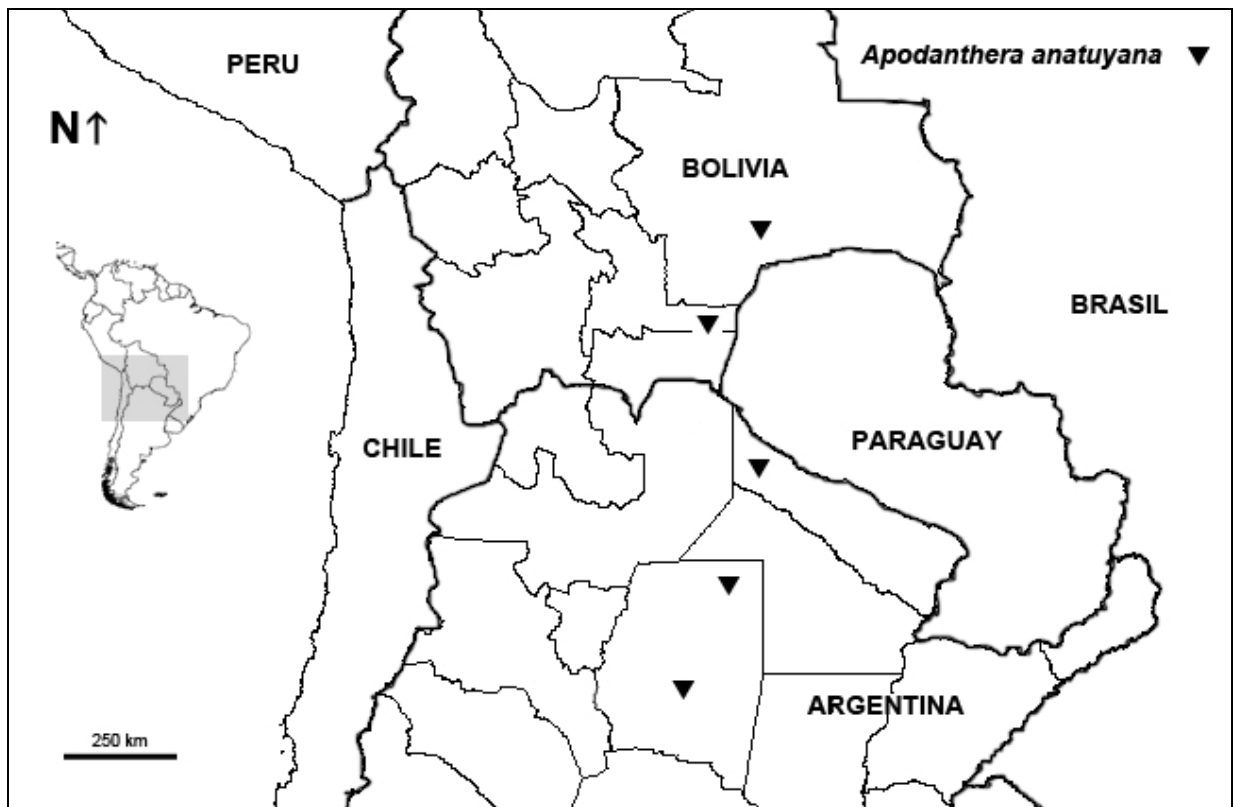 PERU
Apodanthera anatuyana ▼
N↑
BOLIVIA
BRASIL
CHILE
PARAGUAY
ARGENTINA
250 km